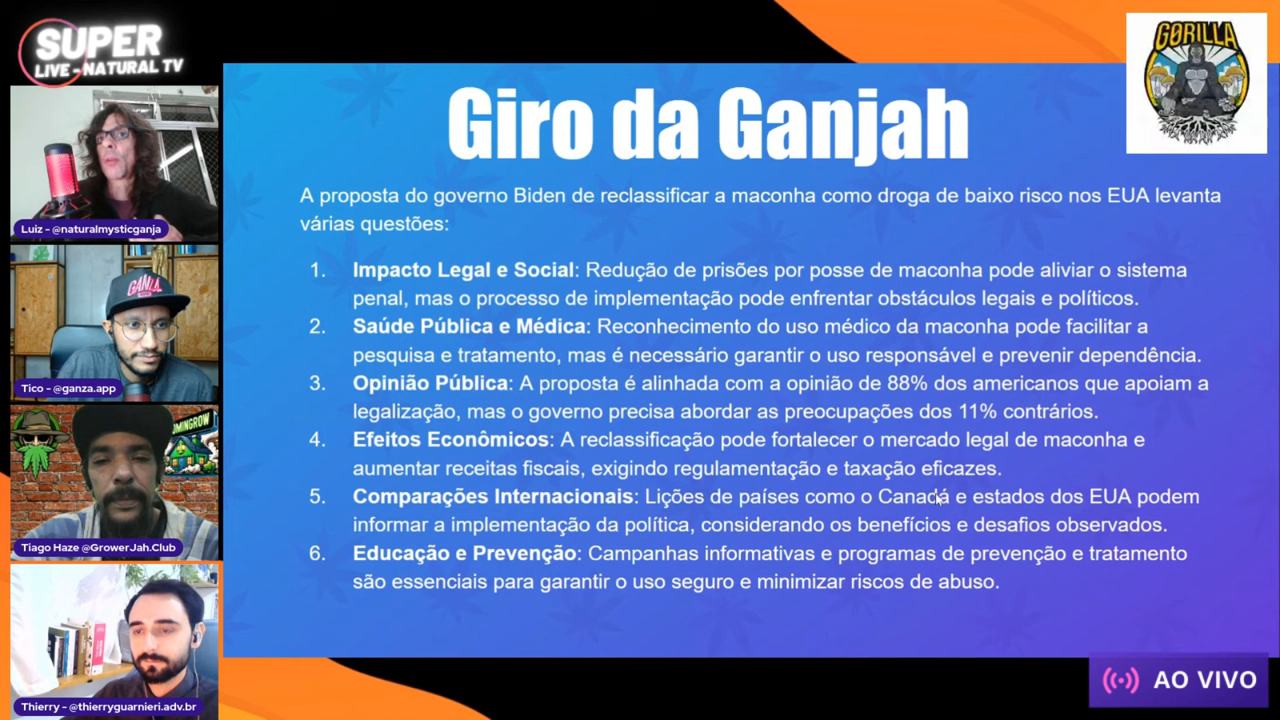 SUPER
LIVE - NATURAL TV
GORILLA
Giro da Ganjah
A proposta do governo Biden de reclassificar a maconha como droga de baixo risco nos EUA levanta
várias questões:
1. Impacto Legal e Social: Redução de prisões por posse de maconha pode aliviar o sistema
penal, mas o processo de implementação pode enfrentar obstáculos legais e políticos.
2. Saúde Pública e Médica: Reconhecimento do uso médico da maconha pode facilitar a
pesquisa e tratamento, mas é necessário garantir o uso responsável e prevenir dependência.
3. Opinião Pública: A proposta é alinhada com a opinião de 88% dos americanos que apoiam a
legalização, mas o governo precisa abordar as preocupações dos 11% contrários.
4. Efeitos Econômicos: A reclassificação pode fortalecer o mercado legal de maconha e
aumentar receitas fiscais, exigindo regulamentação e taxação eficazes.
5. Comparações Internacionais: Lições de países como o Canadá e estados dos EUA podem
informar a implementação da política, considerando os benefícios e desafios observados.
6. Educação e Prevenção: Campanhas informativas e programas de prevenção e tratamento
são essenciais para garantir o uso seguro e minimizar riscos de abuso.
Luiz - @naturalmysticganja
GANZA
Tico - @ganza.app
Tiago Haze @GrowerJah.Club
Thierry - @thierryguarnieri.adv.br
AO VIVO